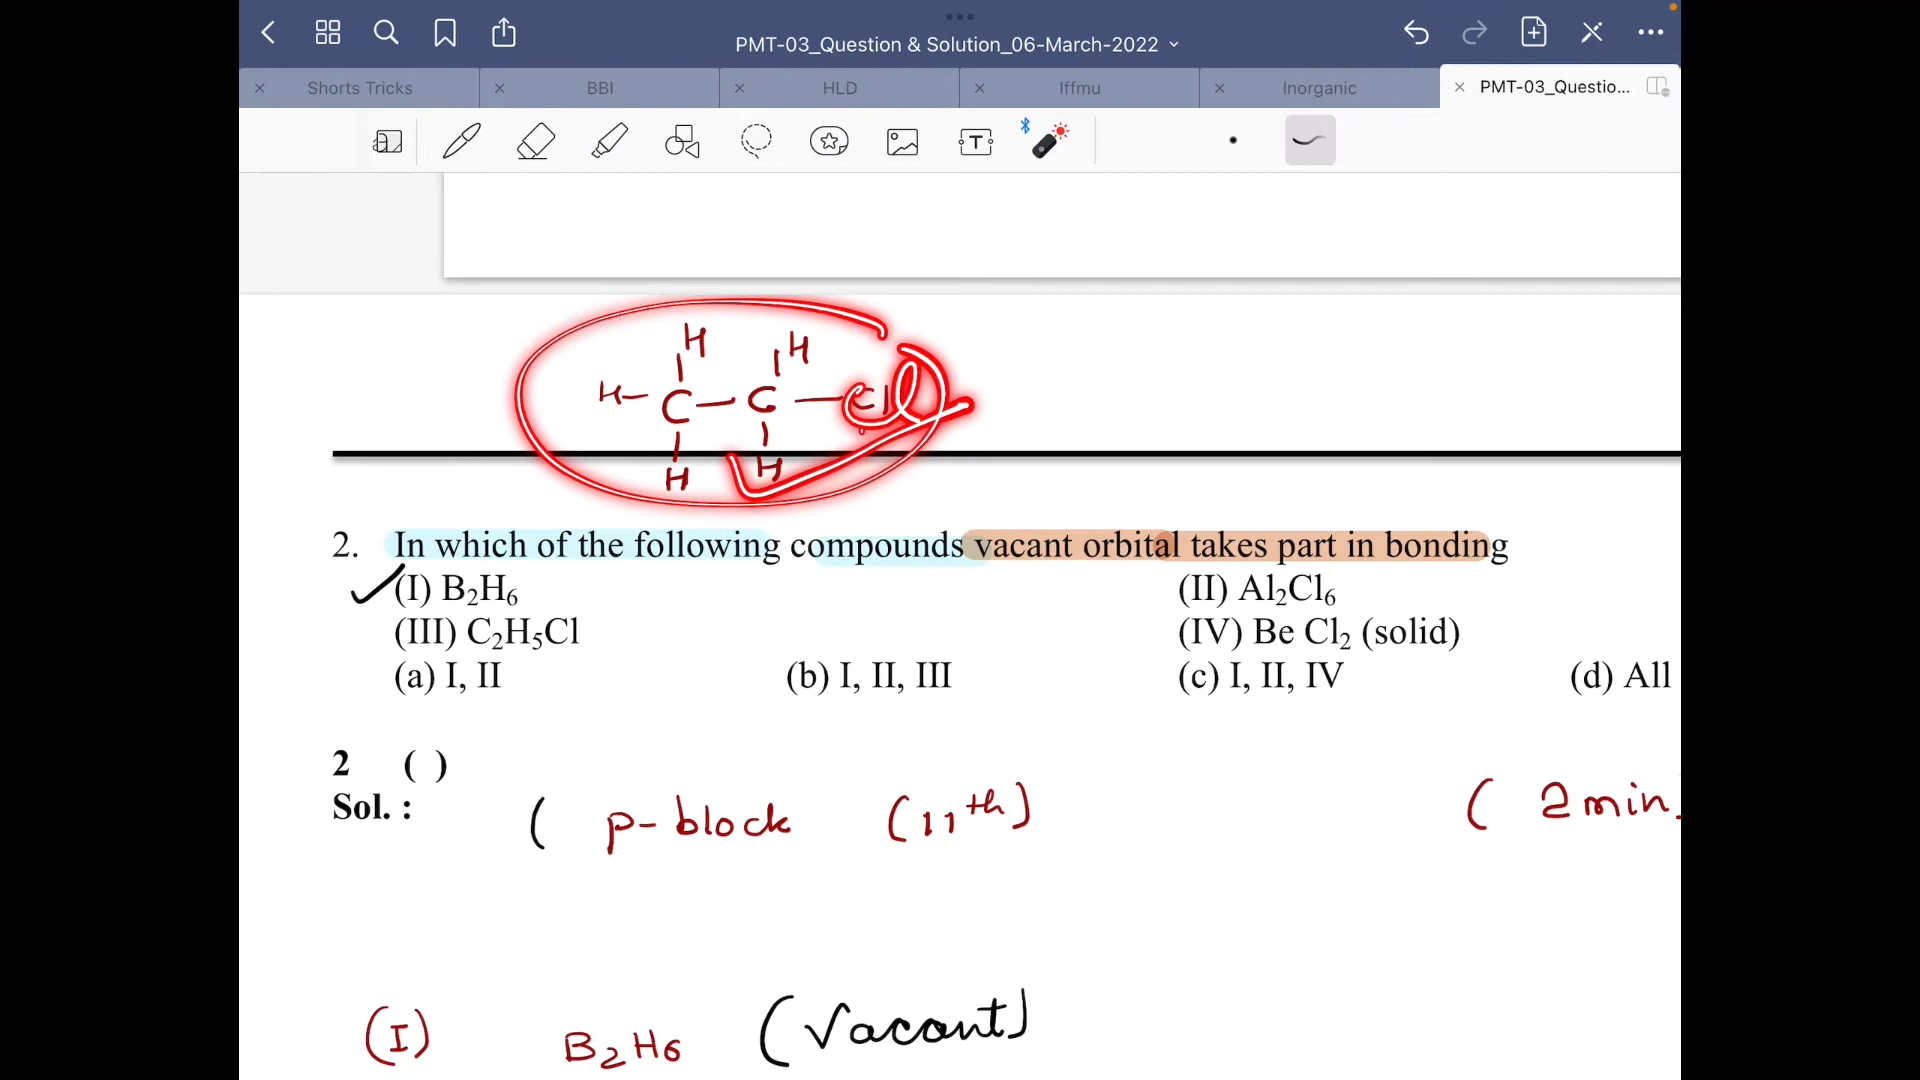 PMT-03_Question & Solution_06-March-2022
Shorts Tricks BBI HLD Iffmu Inorganic PMT-03_Questio...
T
H H
H- C - C - Cl
H H
2. In which of the following compounds vacant orbital takes part in bonding
(I) B₂H₆ (II) Al₂Cl₆
(III) C₂H₅Cl (IV) Be Cl₂ (solid)
(a) I, II (b) I, II, III (c) I, II, IV (d) All
2 ( )
Sol. : ( p-block (11th) ( 2min.
(I) B₂H₆ (Vacant)